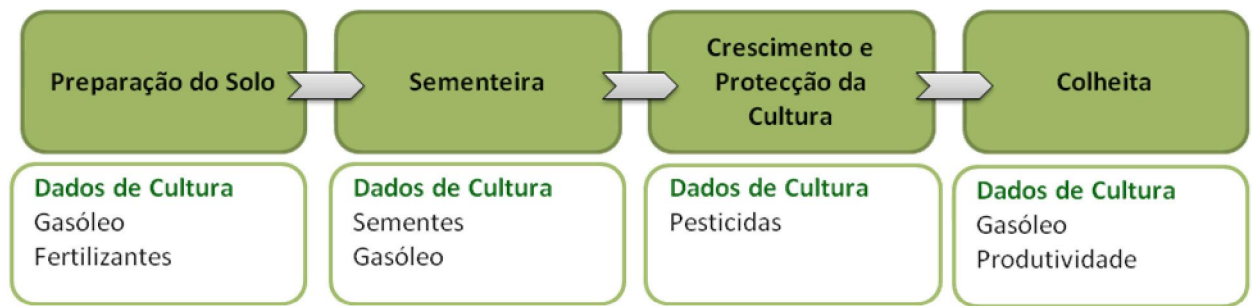 Preparação do Solo
Sementeira
Crescimento e
Protecção da
Cultura
Colheita
Dados de Cultura
Gasóleo
Fertilizantes
Dados de Cultura
Sementes
Gasóleo
Dados de Cultura
Pesticidas
Dados de Cultura
Gasóleo
Produtividade